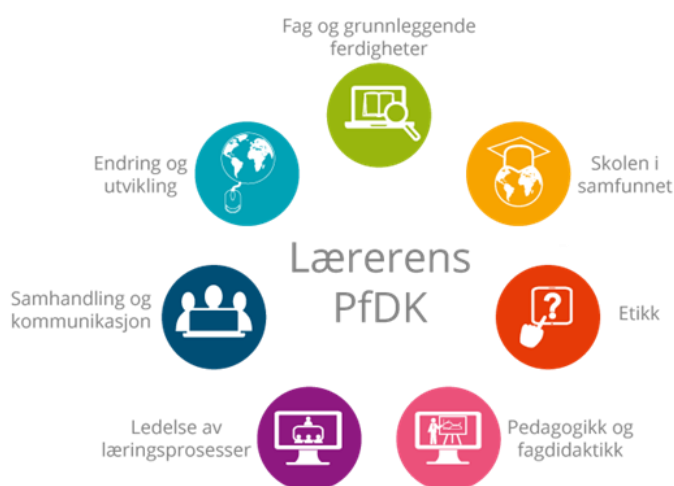 Fag og grunnleggende
ferdigheter
Endring og
utvikling
Skolen i
samfunnet
Lærerens
PfDK
Samhandling og
kommunikasjon
?
Etikk
Ledelse av
læringsprosesser
Pedagogikk og
fagdidaktikk